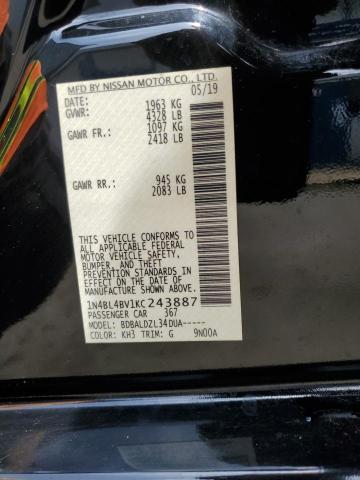 MFD BY NISSAN MOTOR CO., LTD.
DATE: 05/19
GVWR: 1963 KG
4328 LB
GAWR FR.: 1097 KG
2418 LB
GAWR RR.: 945 KG
2083 LB
THIS VEHICLE CONFORMS TO
ALL APPLICABLE FEDERAL
MOTOR VEHICLE SAFETY,
BUMPER, AND THEFT
PREVENTION STANDARDS IN
EFFECT ON THE DATE OF
MANUFACTURE SHOWN ABOVE.
1N4BL4BV1KC243887
PASSENGER CAR 367
MODEL: BDBALDZL34DUA-----
COLOR: KH3 TRIM: G 9N00A